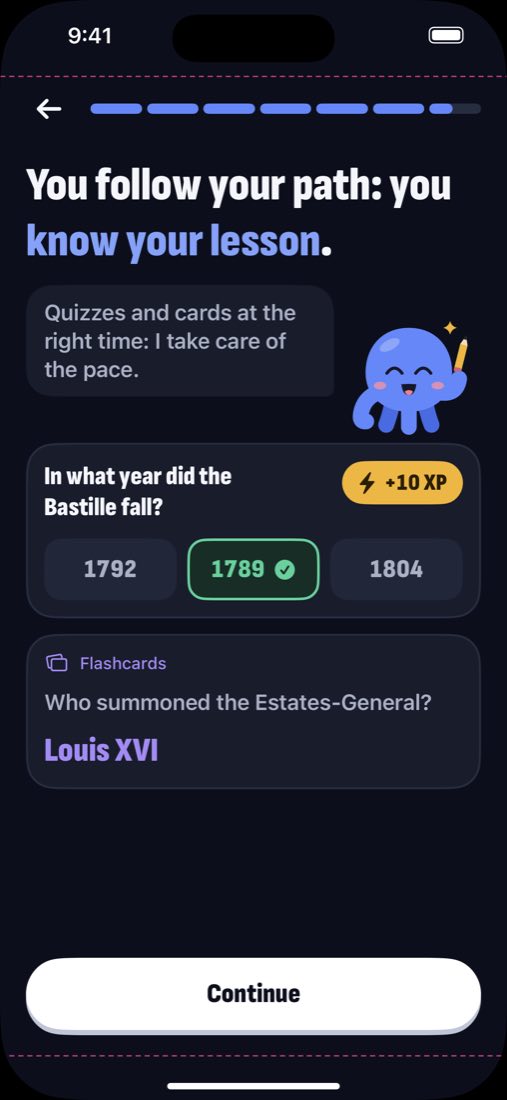 9:41
You follow your path: you
know your lesson.
Quizzes and cards at the
right time: I take care of
the pace.
In what year did the
Bastille fall?
+10 XP
1792
1789
1804
Flashcards
Who summoned the Estates-General?
Louis XVI
Continue